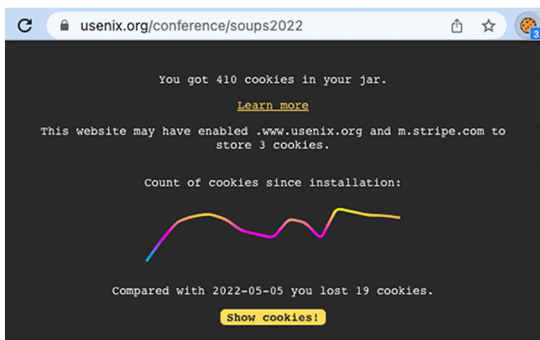 usenix.org/conference/soups2022
3
You got 410 cookies in your jar.
Learn more
This website may have enabled .www.usenix.org and m.stripe.com to
store 3 cookies.
Count of cookies since installation:
Compared with 2022-05-05 you lost 19 cookies.
Show cookies!